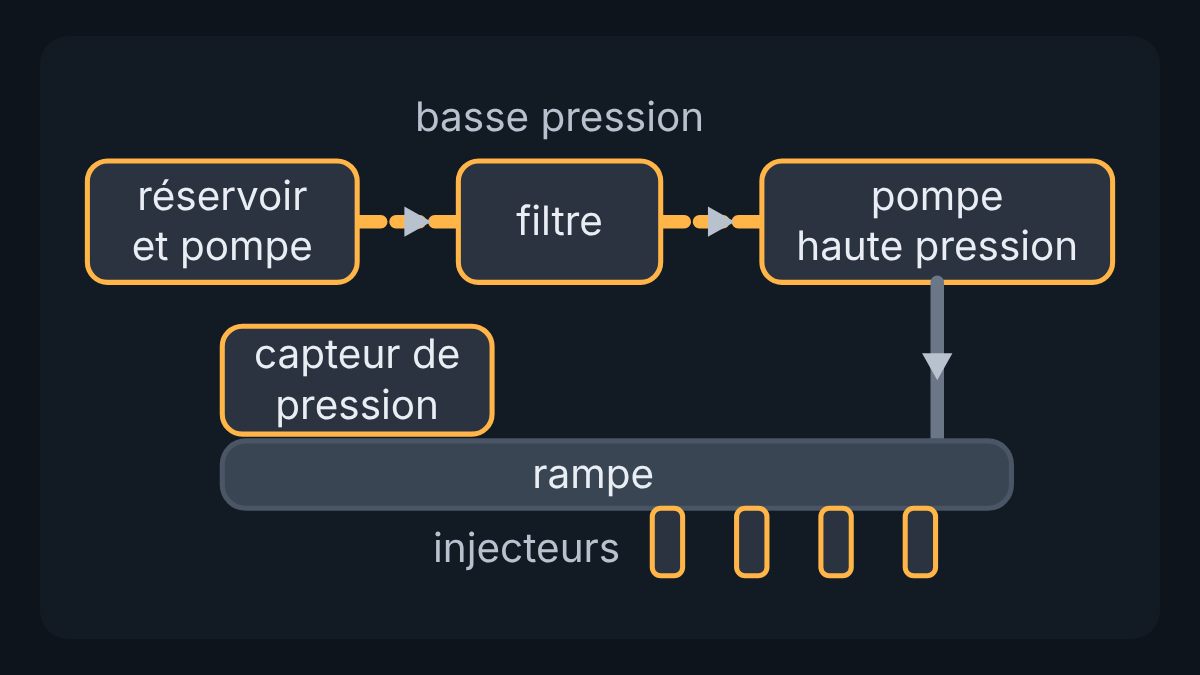 basse pression
réservoir
et pompe
filtre
pompe
haute pression
capteur de
pression
rampe
injecteurs